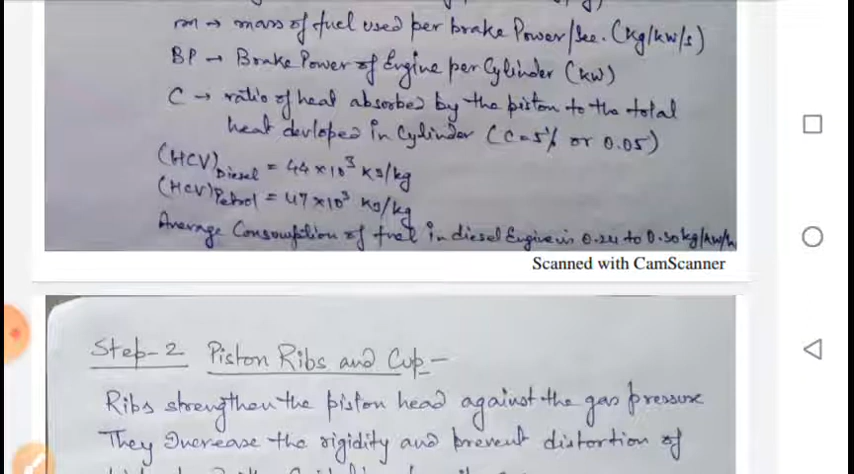 m → mass of fuel used per brake Power/Sec. (Kg/kW/s)
BP → Brake Power of Engine per Cylinder (kW)
C → ratio of heat absorbed by the piston to the total
heat devloped in Cylinder (C=5% or 0.05)
(HCV)Diesel = 44×10³ KJ/kg
(HCV)Petrol = 47×10³ KJ/kg
Average Consumption of fuel in diesel Engine is 0.24 to 0.30 kg/kW/h
Scanned with CamScanner
Step-2 Piston Ribs and Cup-
Ribs strengthen the piston head against the gas pressure
They Increase the rigidity and prevent distortion of